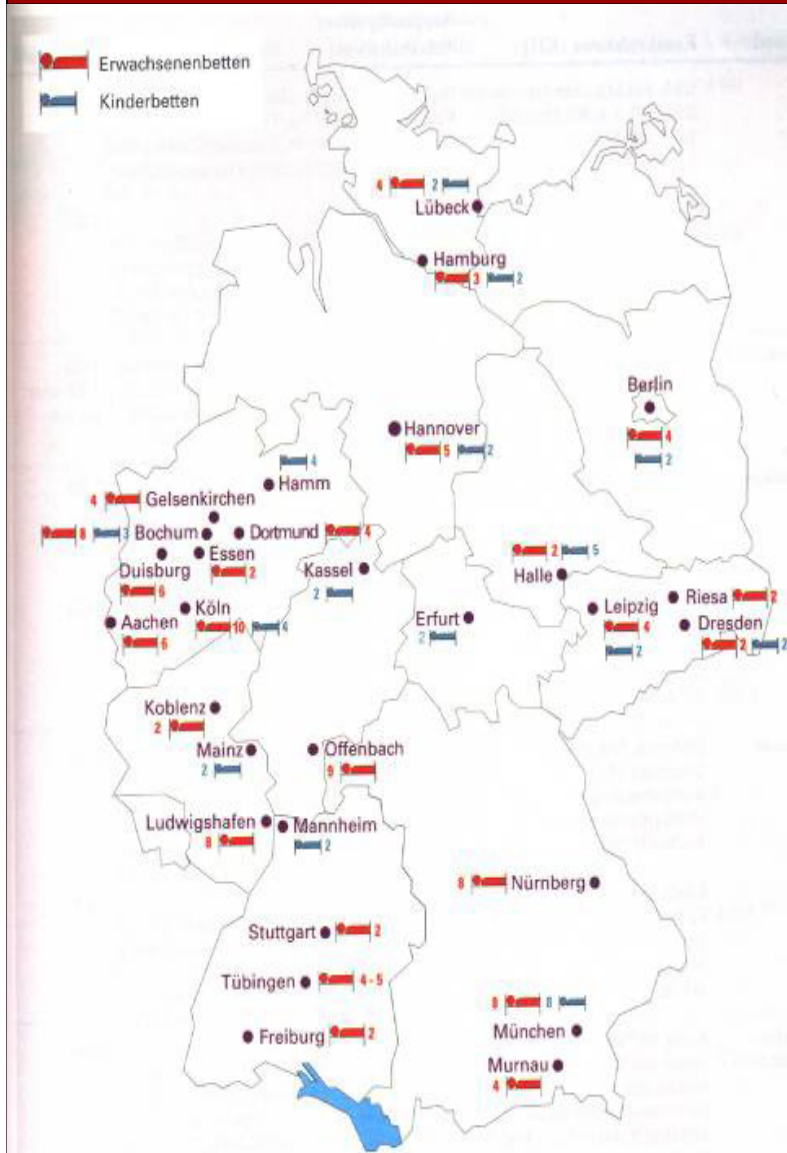 Erwachsenenbetten
Kinderbetten
4 2
Lübeck
Hamburg
3 2
Berlin
4
2
Hannover
5 2
4
Hamm
4 Gelsenkirchen
8 3 Bochum Dortmund 4
Essen
2
Duisburg
6
Kassel
2
2 5
Halle
Aachen
6
Köln
10 4
Erfurt
2
Leipzig
4
2
Riesa 2
Dresden
2 2
Koblenz
2
Mainz
2
Offenbach
9
Ludwigshafen
8
Mannheim
2
8 Nürnberg
Stuttgart 2
Tübingen 4-5
Freiburg 2
8 8
München
Murnau
4